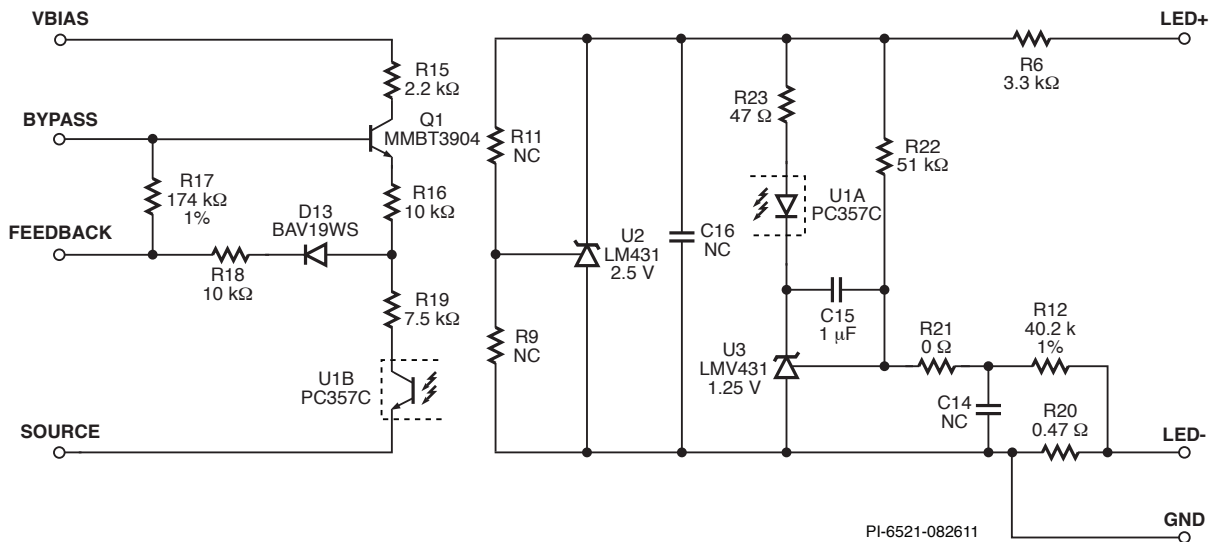 VBIAS
LED+
R15
2.2 kΩ
R6
3.3 kΩ
R23
47 Ω
BYPASS
Q1
MMBT3904
R11
NC
R22
51 kΩ
R17
174 kΩ
1%
R16
10 kΩ
U1A
PC357C
D13
BAV19WS
FEEDBACK
U2
LM431
2.5 V
C16
NC
R18
10 kΩ
R19
7.5 kΩ
C15
1 µF
R12
40.2 k
1%
R21
0 Ω
R9
NC
U3
LMV431
1.25 V
U1B
PC357C
C14
NC
R20
0.47 Ω
SOURCE
LED-
GND
PI-6521-082611